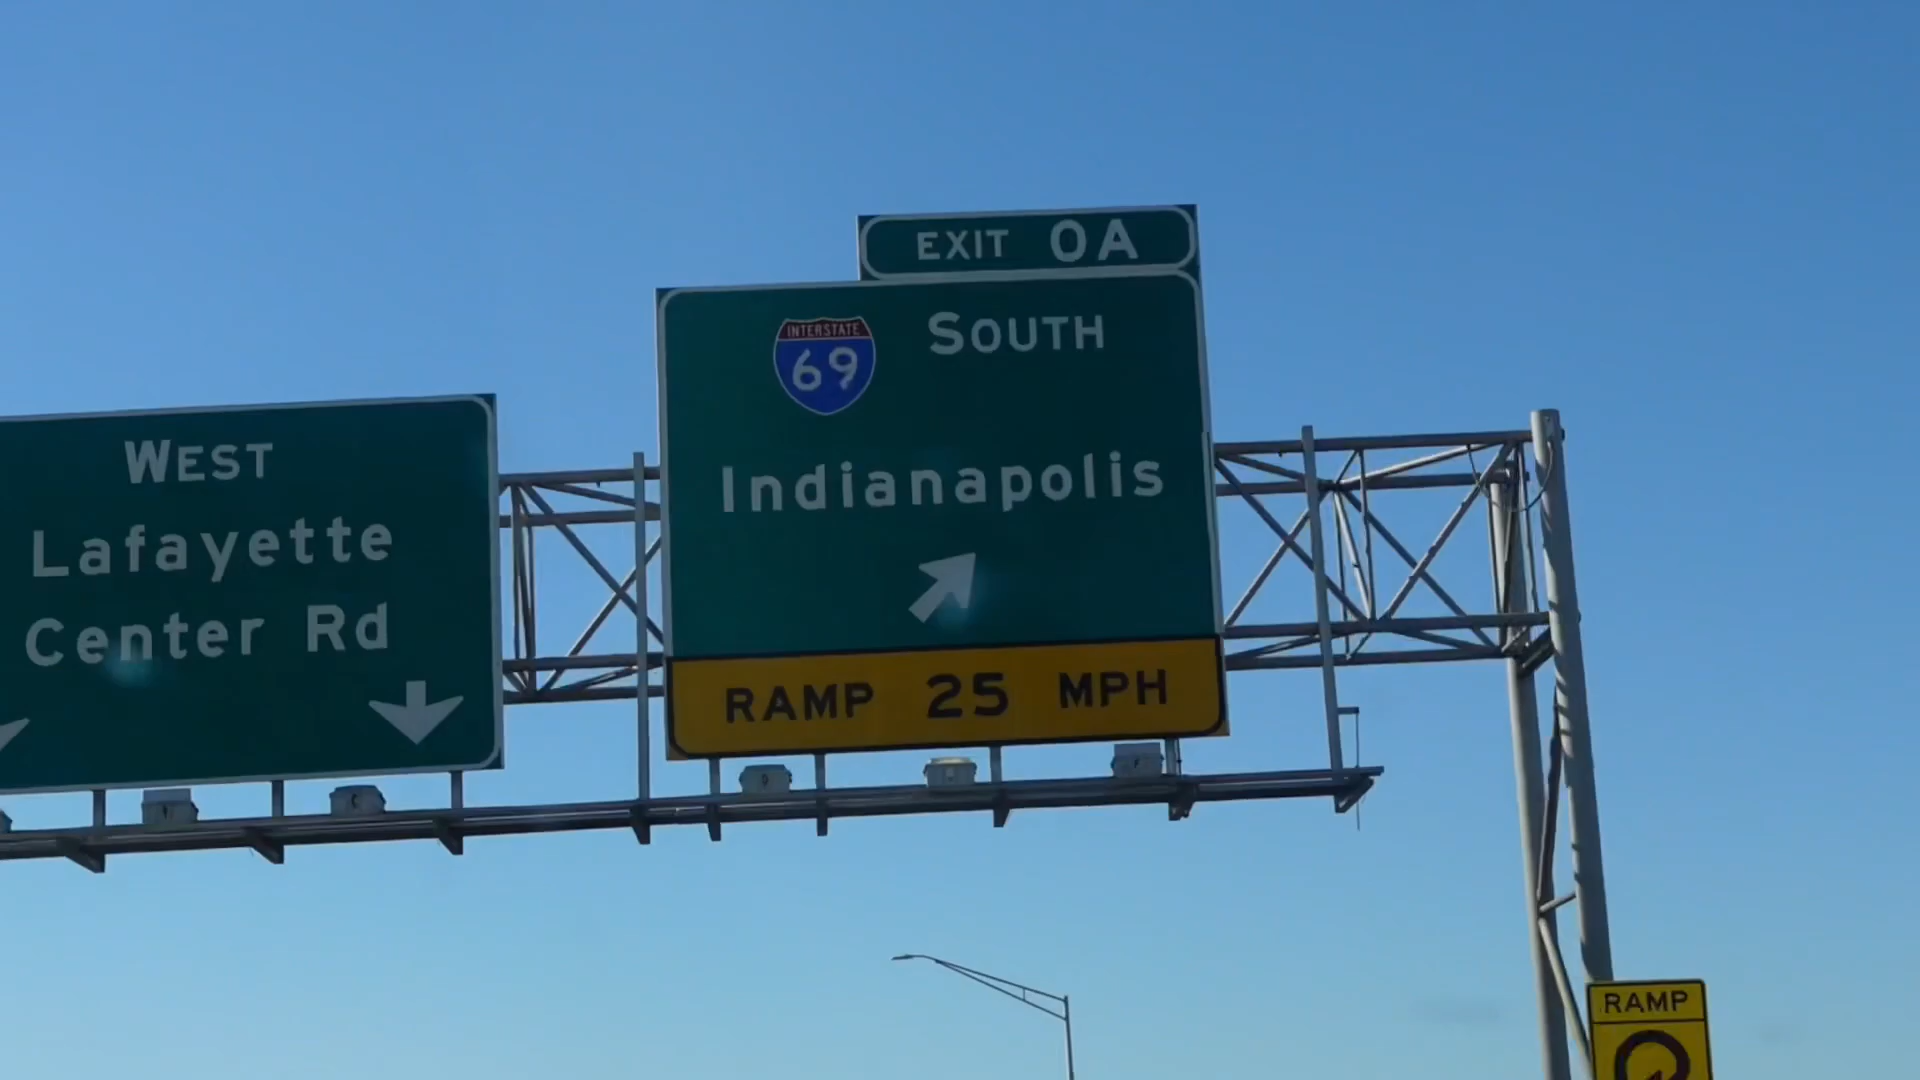 WEST
Lafayette
Center Rd
EXIT 0A
INTERSTATE
69
SOUTH
Indianapolis
RAMP 25 MPH
RAMP